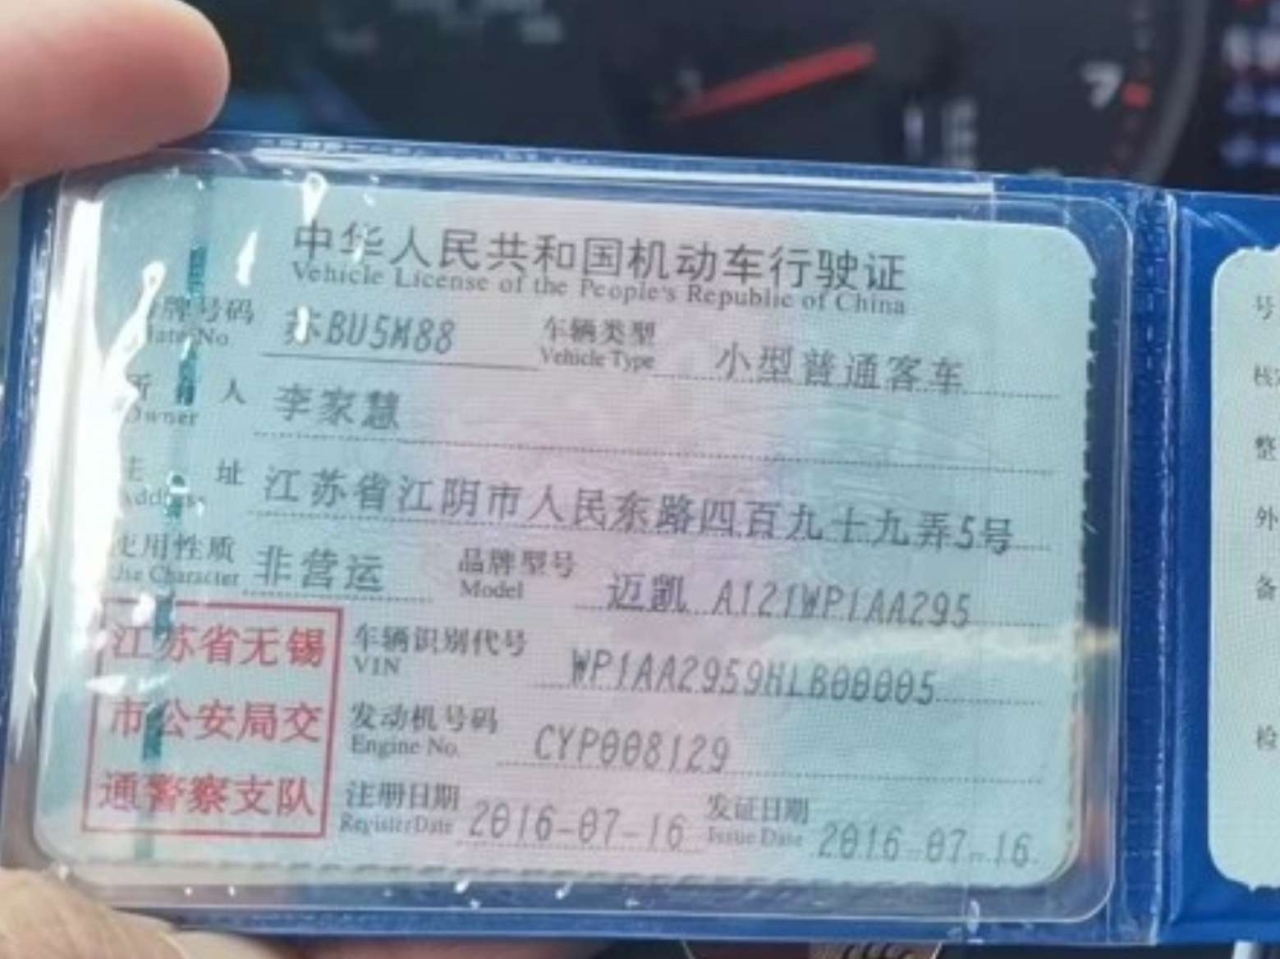 7
中华人民共和国机动车行驶证
Vehicle License of the People's Republic of China
号牌号码 苏BU5M88 车辆类型 小型普通客车
Plate No. Vehicle Type
所 人 李家慧
Owner
住 址 江苏省江阴市人民东路四百九十九弄5号
Address
使用性质 非营运 品牌型号 迈凯 A121WP1AA295
Use Character Model
江苏省无锡
市公安局交
通警察支队
车辆识别代号 WP1AA2959HLB00005
VIN
发动机号码 CYP008129
Engine No.
注册日期 2016-07-16 发证日期 2016-07-16
Register Date Issue Date
号
核
整
外
备
检